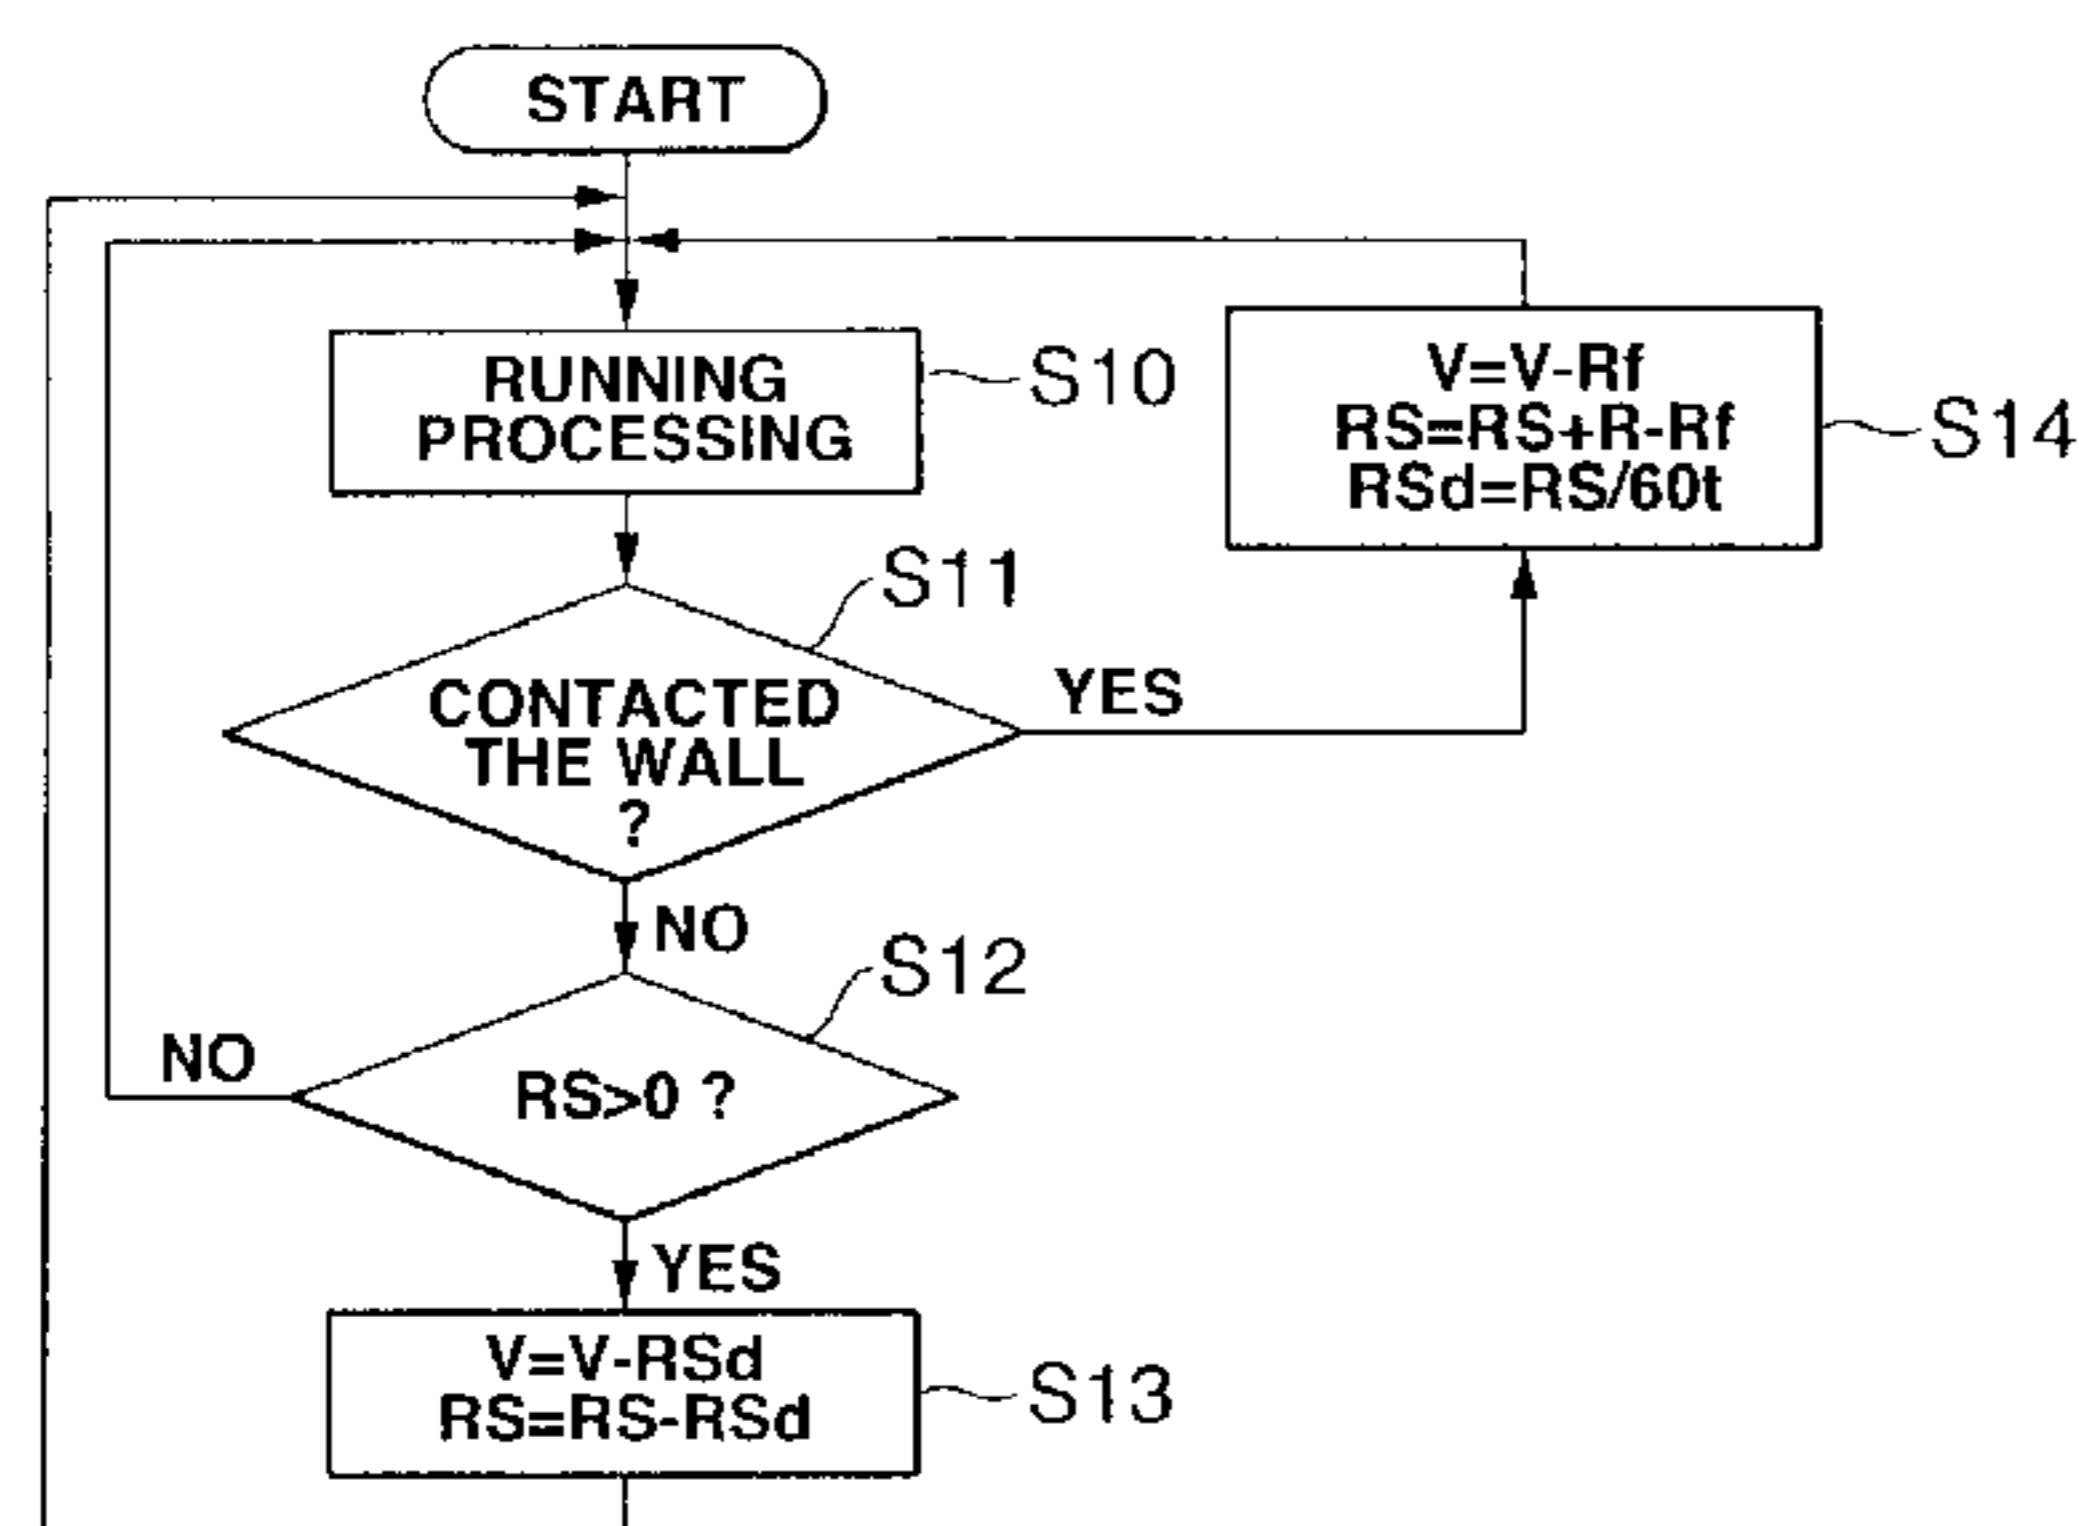 START
RUNNING
PROCESSING
S10
V=V-Rf
RS=RS+R-Rf
RSd=RS/60t
S14
S11
CONTACTED
THE WALL
?
YES
NO
S12
NO
RS>0 ?
YES
V=V-RSd
RS=RS-RSd
S13